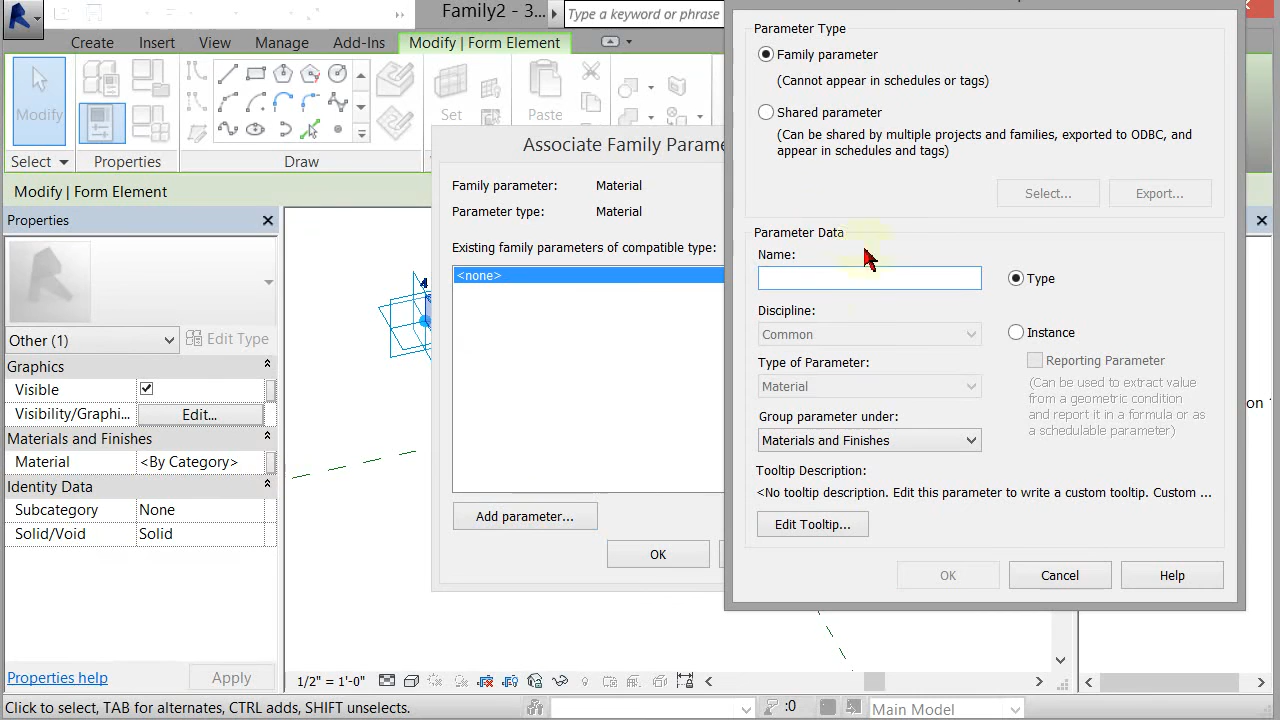 Family2 - 3...
Type a keyword or phrase
Create
Insert
View
Manage
Add-Ins
Modify | Form Element
Modify
Set
Paste
Select
Properties
Draw
Modify | Form Element
Properties
Other (1)
Edit Type
Graphics
Visible
Visibility/Graphi...
Edit...
Materials and Finishes
Material
<By Category>
Identity Data
Subcategory
None
Solid/Void
Solid
Properties help
Apply
Associate Family Parame
Family parameter:
Material
Parameter type:
Material
Existing family parameters of compatible type:
<none>
Add parameter...
OK
Parameter Type
Family parameter
(Cannot appear in schedules or tags)
Shared parameter
(Can be shared by multiple projects and families, exported to ODBC, and
appear in schedules and tags)
Select...
Export...
Parameter Data
Name:
Type
Discipline:
Common
Instance
Type of Parameter:
Material
Reporting Parameter
(Can be used to extract value
from a geometric condition
and report it in a formula or as
a schedulable parameter)
Group parameter under:
Materials and Finishes
Tooltip Description:
<No tooltip description. Edit this parameter to write a custom tooltip. Custom ...
Edit Tooltip...
OK
Cancel
Help
1/2" = 1'-0"
Click to select, TAB for alternates, CTRL adds, SHIFT unselects.
:0
Main Model